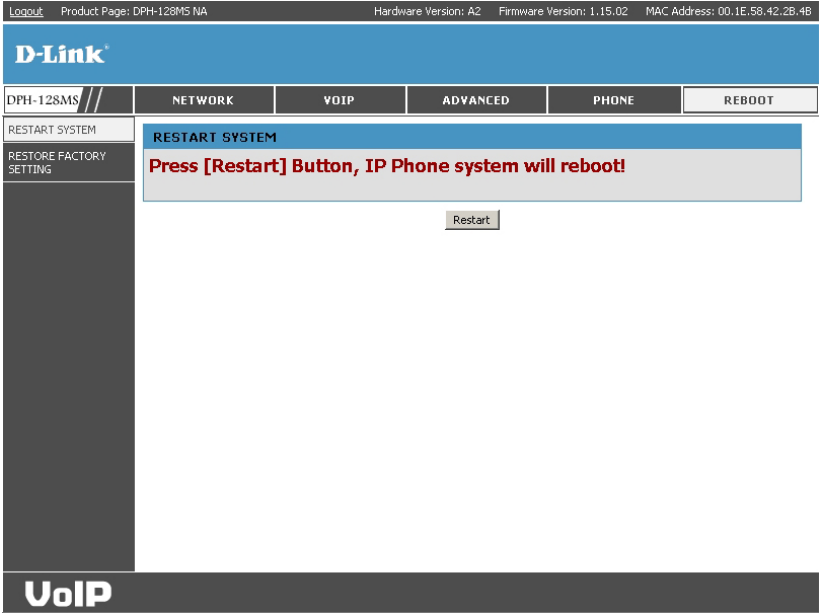 Logout Product Page: DPH-128MS NA Hardware Version: A2 Firmware Version: 1.15.02 MAC Address: 00.1E.58.42.2B.4B
D-Link
DPH-128MS NETWORK VOIP ADVANCED PHONE REBOOT
RESTART SYSTEM
RESTORE FACTORY
SETTING
RESTART SYSTEM
Press [Restart] Button, IP Phone system will reboot!
Restart
VoIP